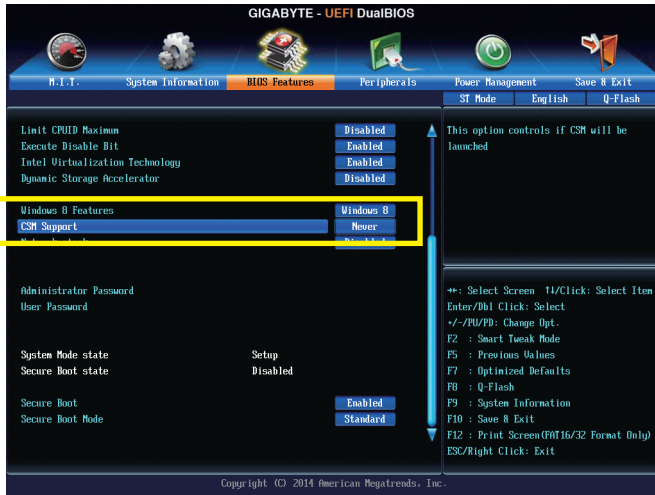 GIGABYTE - UEFI DualBIOS
M.I.T. System Information BIOS Features Peripherals Power Management Save & Exit
ST Mode English Q-Flash
Limit CPUID Maximum Disabled
Execute Disable Bit Enabled
Intel Virtualization Technology Enabled
Dynamic Storage Accelerator Disabled
Windows 8 Features Windows 8
CSM Support Never
Disabled
Administrator Password
User Password
System Mode state Setup
Secure Boot state Disabled
Secure Boot Enabled
Secure Boot Mode Standard
This option controls if CSM will be
launched
→←: Select Screen ↑↓/Click: Select Item
Enter/Dbl Click: Select
+/-/PU/PD: Change Opt.
F2 : Smart Tweak Mode
F5 : Previous Values
F7 : Optimized Defaults
F8 : Q-Flash
F9 : System Information
F10 : Save & Exit
F12 : Print Screen(FAT16/32 Format Only)
ESC/Right Click: Exit
Copyright (C) 2014 American Megatrends, Inc.